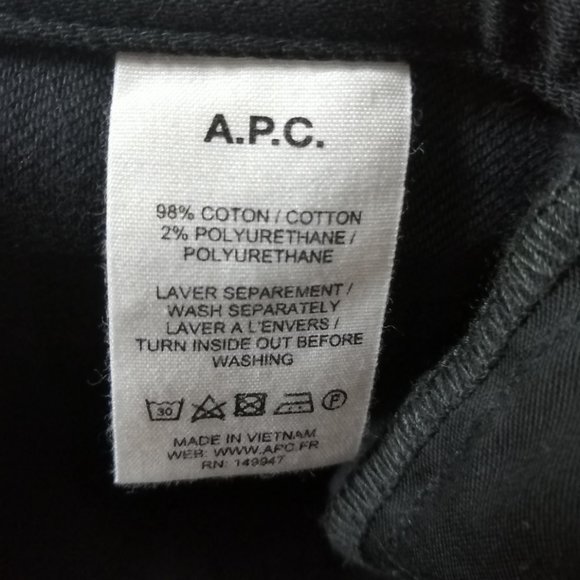 A.P.C.
98% COTON / COTTON
2% POLYURETHANE /
POLYURETHANE
LAVER SEPAREMENT /
WASH SEPARATELY
LAVER A L'ENVERS /
TURN INSIDE OUT BEFORE
WASHING
30 P
MADE IN VIETNAM
WEB: WWW.APC.FR
RN: 149947